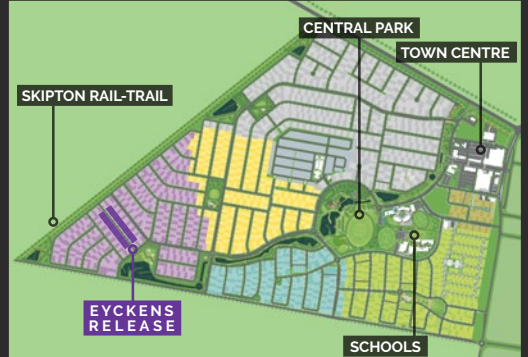 CENTRAL PARK
TOWN CENTRE
SKIPTON RAIL-TRAIL
EYCKENS
RELEASE
SCHOOLS